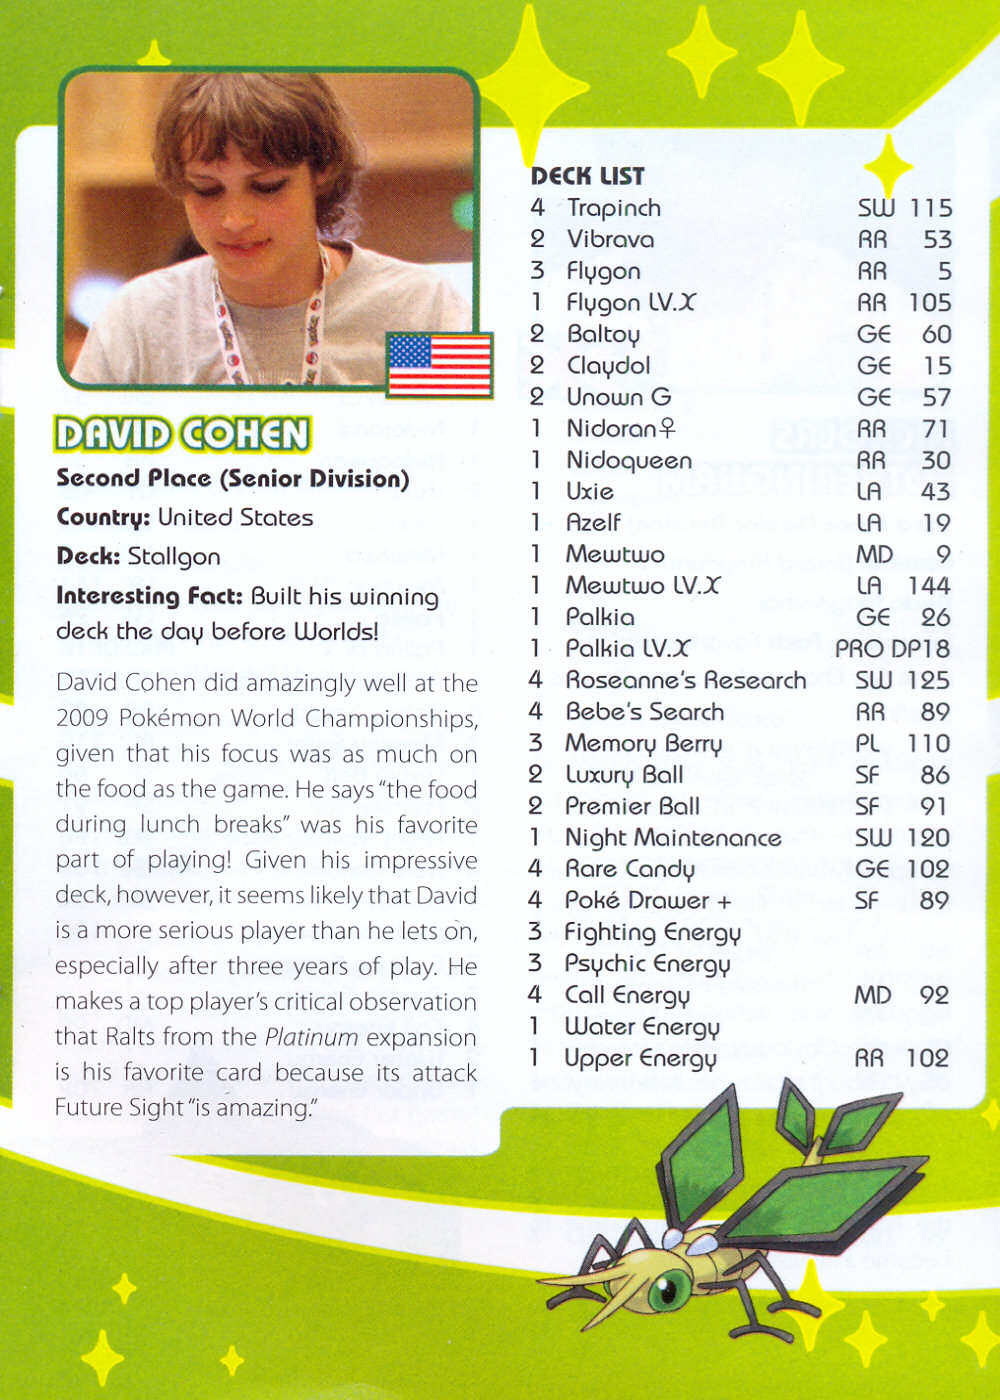 DAVID COHEN
Second Place (Senior Division)
Country: United States
Deck: Stallgon
Interesting Fact: Built his winning
deck the day before Worlds!
David Cohen did amazingly well at the
2009 Pokémon World Championships,
given that his focus was as much on
the food as the game. He says “the food
during lunch breaks” was his favorite
part of playing! Given his impressive
deck, however, it seems likely that David
is a more serious player than he lets on,
especially after three years of play. He
makes a top player’s critical observation
that Ralts from the Platinum expansion
is his favorite card because its attack
Future Sight “is amazing.”
DECK LIST
4 Trapinch SW 115
2 Vibrava RR 53
3 Flygon RR 5
1 Flygon LV.X RR 105
2 Baltoy GE 60
2 Claydol GE 15
2 Unown G GE 57
1 Nidoran♀ RR 71
1 Nidoqueen RR 30
1 Uxie LA 43
1 Azelf LA 19
1 Mewtwo MD 9
1 Mewtwo LV.X LA 144
1 Palkia GE 26
1 Palkia LV.X PRO DP18
4 Roseanne’s Research SW 125
4 Bebe’s Search RR 89
3 Memory Berry PL 110
2 Luxury Ball SF 86
2 Premier Ball SF 91
1 Night Maintenance SW 120
4 Rare Candy GE 102
4 Poké Drawer + SF 89
3 Fighting Energy
3 Psychic Energy
4 Call Energy MD 92
1 Water Energy
1 Upper Energy RR 102